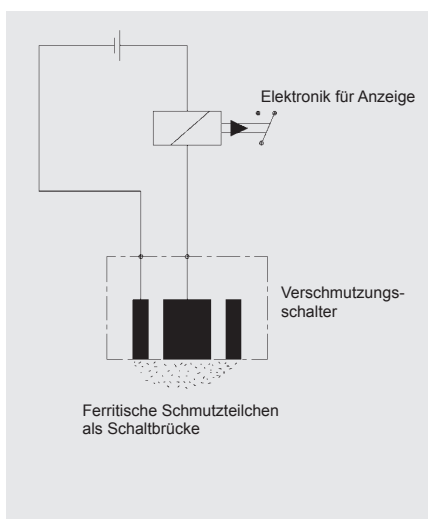 Elektronik für Anzeige
Verschmutzungs-
schalter
Ferritische Schmutzteilchen
als Schaltbrücke